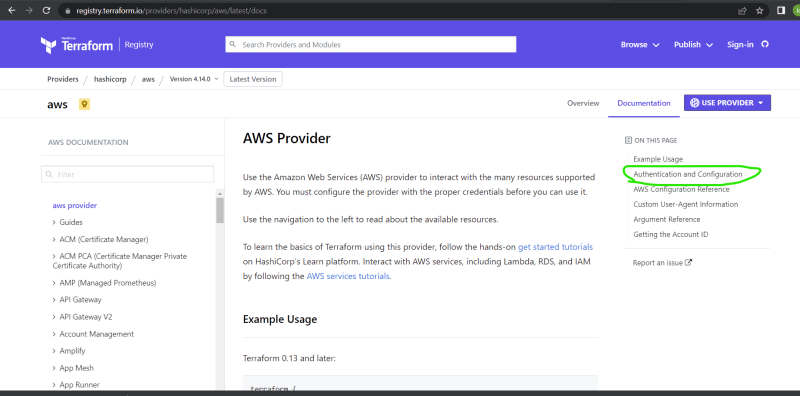 registry.terraform.io/providers/hashicorp/aws/latest/docs
HashiCorp
Terraform
Registry
Search Providers and Modules
Browse
Publish
Sign-in
Providers / hashicorp / aws / Version 4.14.0
Latest Version
aws
Overview
Documentation
USE PROVIDER
AWS DOCUMENTATION
Filter
aws provider
Guides
ACM (Certificate Manager)
ACM PCA (Certificate Manager Private
Certificate Authority)
AMP (Managed Prometheus)
API Gateway
API Gateway V2
Account Management
Amplify
App Mesh
App Runner
AWS Provider
Use the Amazon Web Services (AWS) provider to interact with the many resources supported
by AWS. You must configure the provider with the proper credentials before you can use it.
Use the navigation to the left to read about the available resources.
To learn the basics of Terraform using this provider, follow the hands-on get started tutorials
on HashiCorp's Learn platform. Interact with AWS services, including Lambda, RDS, and IAM
by following the AWS services tutorials.
Example Usage
Terraform 0.13 and later:
terraform {
ON THIS PAGE
Example Usage
Authentication and Configuration
AWS Configuration Reference
Custom User-Agent Information
Argument Reference
Getting the Account ID
Report an issue